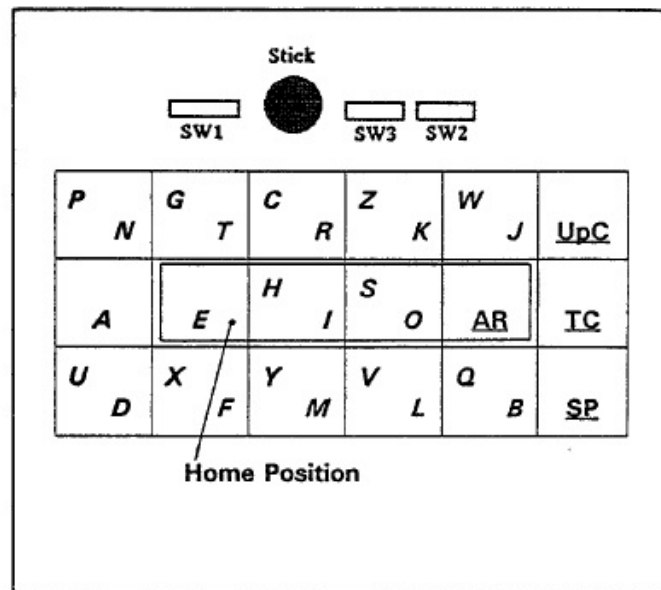 Stick
SW1 SW3 SW2
P G C Z W
N T R K J UpC
H S
A E I O AR TC
U X Y V Q
D F M L B SP
Home Position